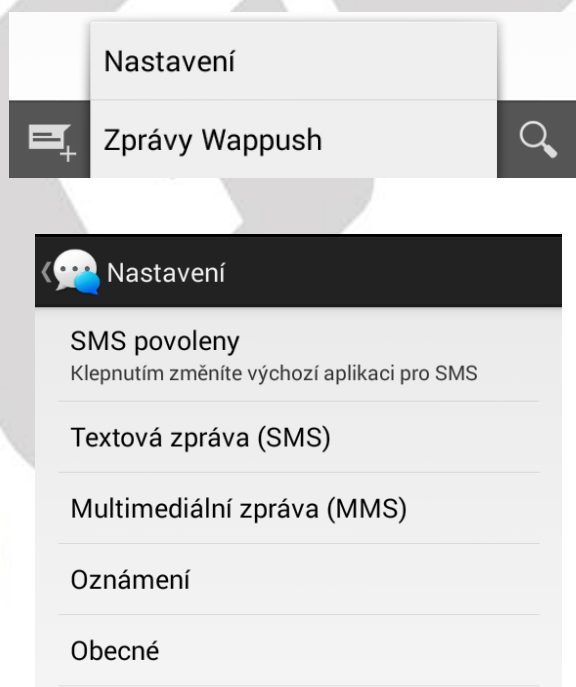 Nastavení
Zprávy Wappush
Nastavení
SMS povoleny
Klepnutím změníte výchozí aplikaci pro SMS
Textová zpráva (SMS)
Multimediální zpráva (MMS)
Oznámení
Obecné